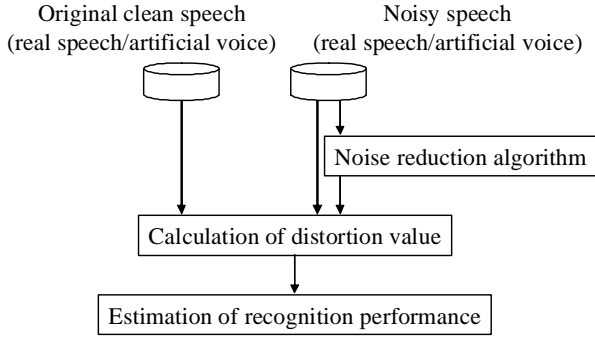 Original clean speech
(real speech/artificial voice)
Noisy speech
(real speech/artificial voice)
Noise reduction algorithm
Calculation of distortion value
Estimation of recognition performance